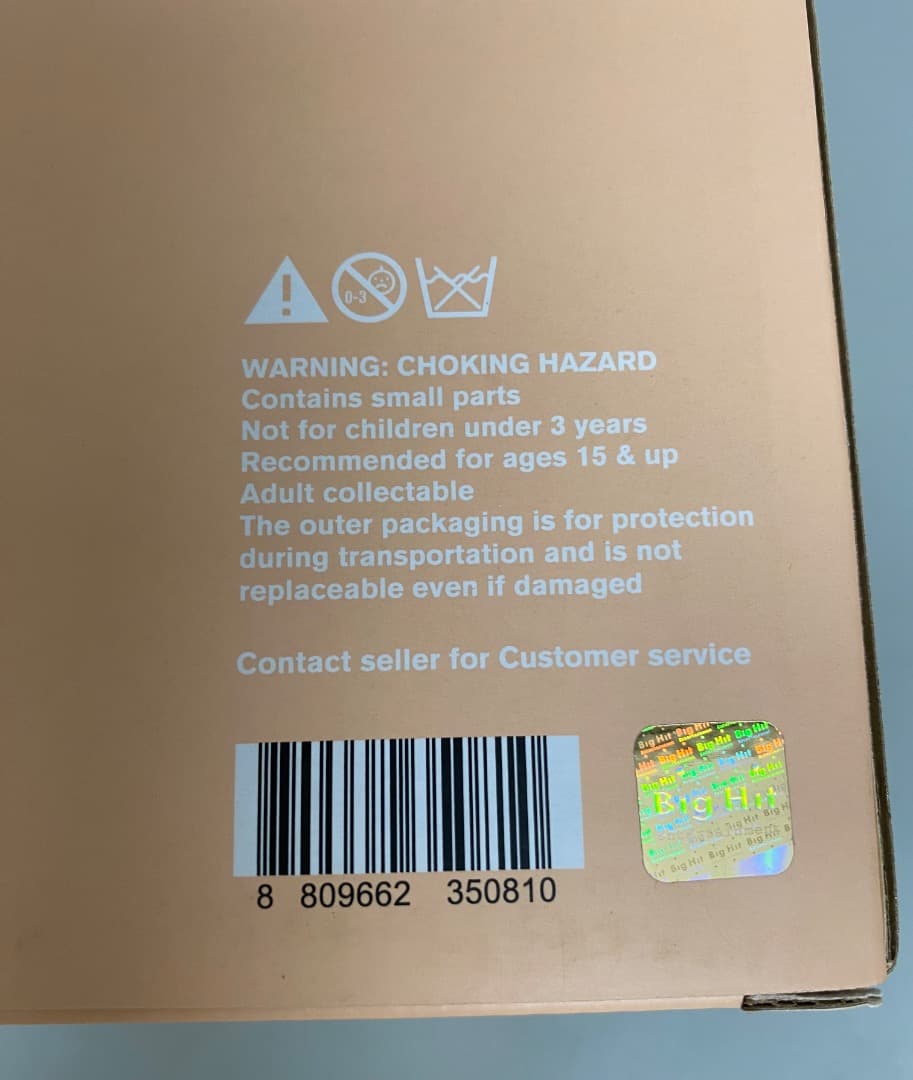 0-3
WARNING: CHOKING HAZARD
Contains small parts
Not for children under 3 years
Recommended for ages 15 & up
Adult collectable
The outer packaging is for protection
during transportation and is not
replaceable even if damaged
Contact seller for Customer service
8 809662 350810
Big Hit
Entertainment